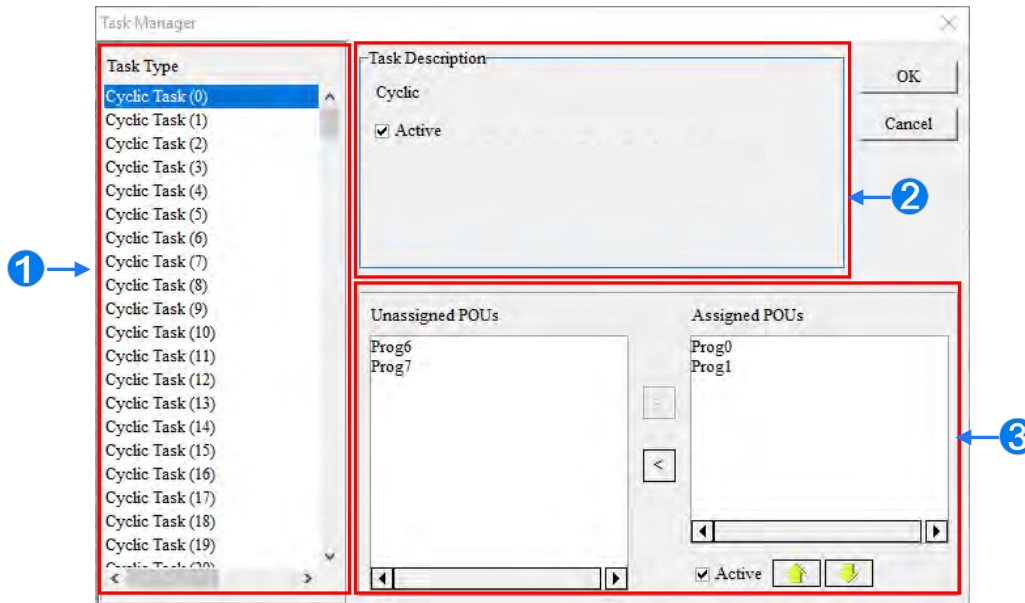 Task Manager
Task Type
Cyclic Task (0)
Cyclic Task (1)
Cyclic Task (2)
Cyclic Task (3)
Cyclic Task (4)
Cyclic Task (5)
Cyclic Task (6)
Cyclic Task (7)
Cyclic Task (8)
Cyclic Task (9)
Cyclic Task (10)
Cyclic Task (11)
Cyclic Task (12)
Cyclic Task (13)
Cyclic Task (14)
Cyclic Task (15)
Cyclic Task (16)
Cyclic Task (17)
Cyclic Task (18)
Cyclic Task (19)
Cyclic Task (20)
1
Task Description
Cyclic
Active
2
OK
Cancel
Unassigned POUs
Prog6
Prog7
<
Assigned POUs
Prog0
Prog1
Active
3